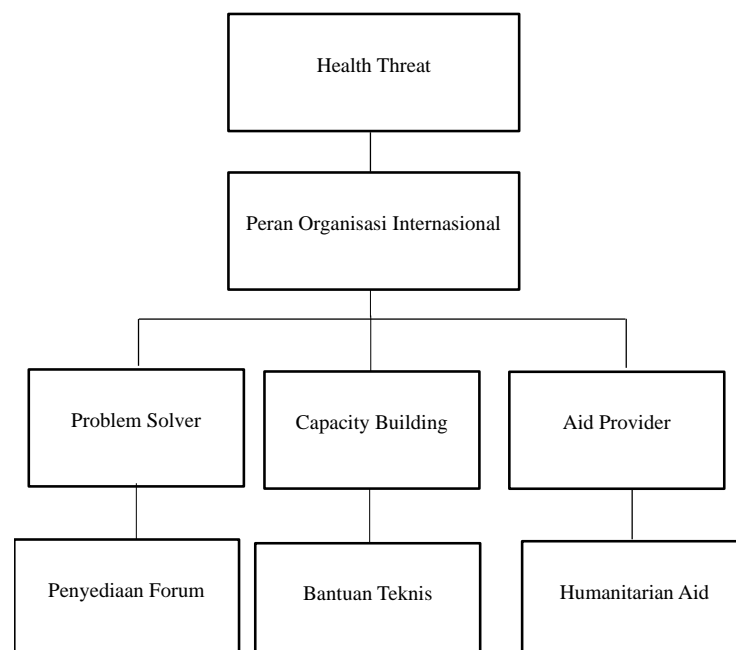 Health Threat
Peran Organisasi Internasional
Problem Solver
Capacity Building
Aid Provider
Penyediaan Forum
Bantuan Teknis
Humanitarian Aid